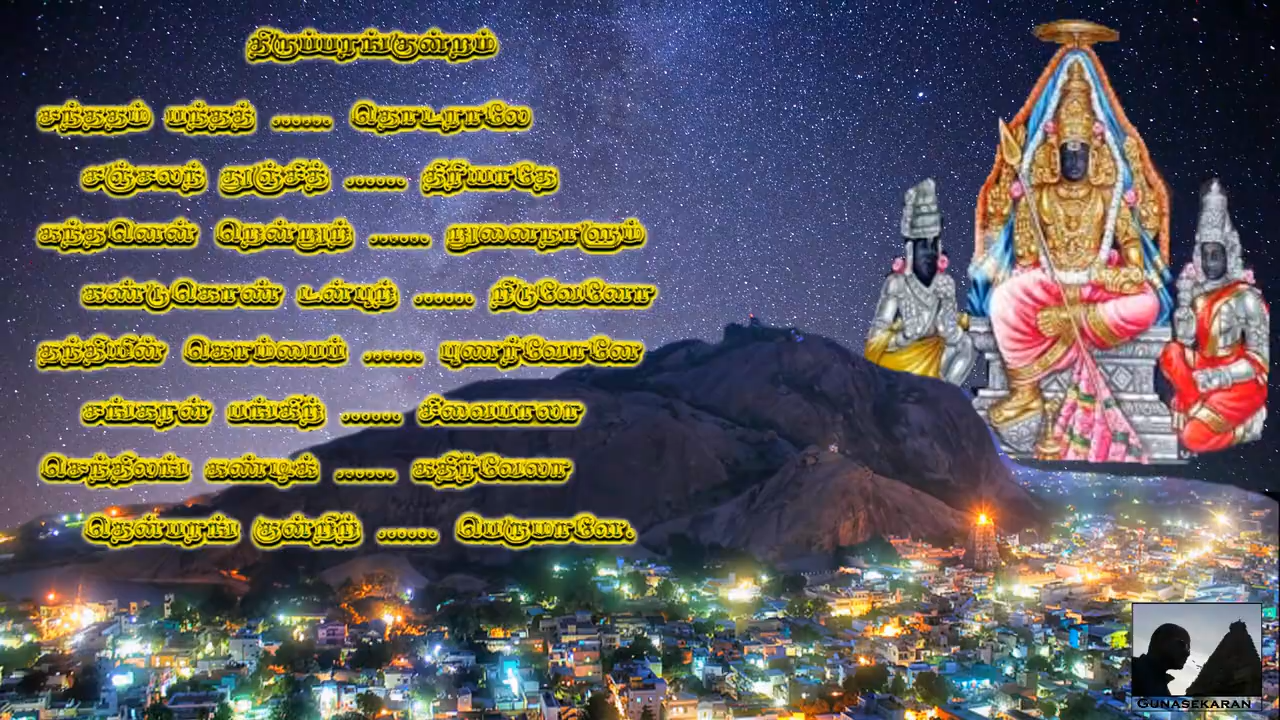 திருப்பரங்குன்றம்
சந்ததம் பந்தத் ...... தொடராலே
சஞ்சலந் துஞ்சித் ...... திரியாதே
கந்தனென் றென்றுற் ...... றுனைநாளும்
கண்டுகொண் டன்புற் ...... றிடுவேனோ
தந்தியின் கொம்பைப் ...... புணர்வோனே
சங்கரன் பங்கிற் ...... சிவைபாலா
செந்திலங் கண்டிக் ...... கதிர்வேலா
தென்பரங் குன்றிற் ...... பெருமாளே.
GUNASEKARAN